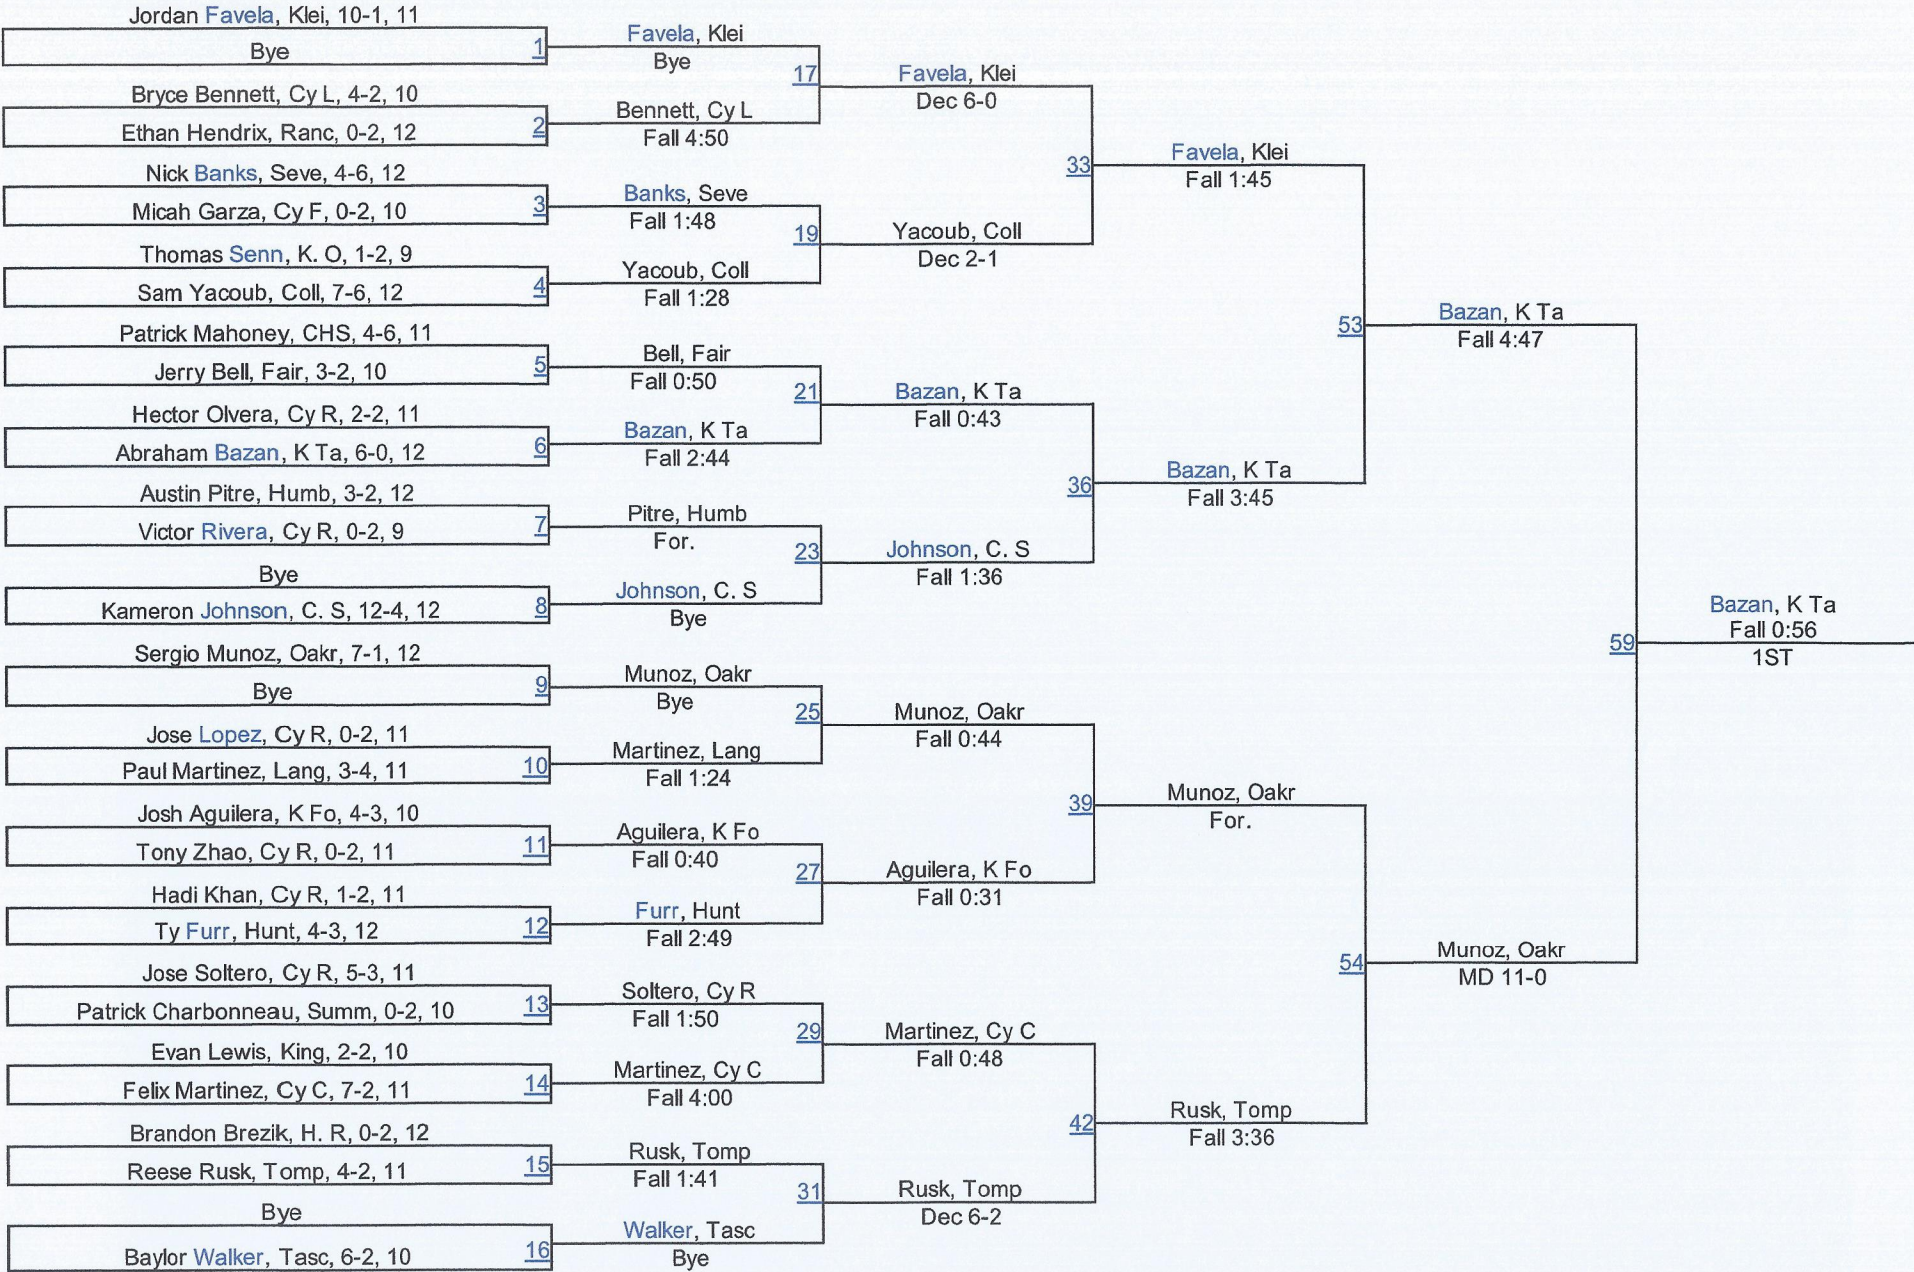 Jordan Favela, Klei, 10-1, 11
Bye
1
Bryce Bennett, Cy L, 4-2, 10
Ethan Hendrix, Ranc, 0-2, 12
2
Nick Banks, Seve, 4-6, 12
Micah Garza, Cy F, 0-2, 10
3
Thomas Senn, K. O, 1-2, 9
Sam Yacoub, Coll, 7-6, 12
4
Patrick Mahoney, CHS, 4-6, 11
Jerry Bell, Fair, 3-2, 10
5
Hector Olvera, Cy R, 2-2, 11
Abraham Bazan, K Ta, 6-0, 12
6
Austin Pitre, Humb, 3-2, 12
Victor Rivera, Cy R, 0-2, 9
7
Bye
Kameron Johnson, C. S, 12-4, 12
8
Sergio Munoz, Oakr, 7-1, 12
Bye
9
Jose Lopez, Cy R, 0-2, 11
Paul Martinez, Lang, 3-4, 11
10
Josh Aguilera, K Fo, 4-3, 10
Tony Zhao, Cy R, 0-2, 11
11
Hadi Khan, Cy R, 1-2, 11
Ty Furr, Hunt, 4-3, 12
12
Jose Soltero, Cy R, 5-3, 11
Patrick Charbonneau, Summ, 0-2, 10
13
Evan Lewis, King, 2-2, 10
Felix Martinez, Cy C, 7-2, 11
14
Brandon Brezik, H. R, 0-2, 12
Reese Rusk, Tomp, 4-2, 11
15
Bye
Baylor Walker, Tasc, 6-2, 10
16
Favela, Klei
Bye
17
Bennett, Cy L
Fall 4:50
Banks, Seve
Fall 1:48
19
Yacoub, Coll
Fall 1:28
Bell, Fair
Fall 0:50
21
Bazan, K Ta
Fall 2:44
Pitre, Humb
For.
23
Johnson, C. S
Bye
Munoz, Oakr
Bye
25
Martinez, Lang
Fall 1:24
Aguilera, K Fo
Fall 0:40
27
Furr, Hunt
Fall 2:49
Soltero, Cy R
Fall 1:50
29
Martinez, Cy C
Fall 4:00
Rusk, Tomp
Fall 1:41
31
Walker, Tasc
Bye
Favela, Klei
Dec 6-0
33
Yacoub, Coll
Dec 2-1
Bazan, K Ta
Fall 0:43
36
Johnson, C. S
Fall 1:36
Munoz, Oakr
Fall 0:44
39
Aguilera, K Fo
Fall 0:31
Martinez, Cy C
Fall 0:48
42
Rusk, Tomp
Dec 6-2
Favela, Klei
Fall 1:45
53
Bazan, K Ta
Fall 3:45
Munoz, Oakr
For.
54
Rusk, Tomp
Fall 3:36
Bazan, K Ta
Fall 4:47
59
Munoz, Oakr
MD 11-0
Bazan, K Ta
Fall 0:56
1ST